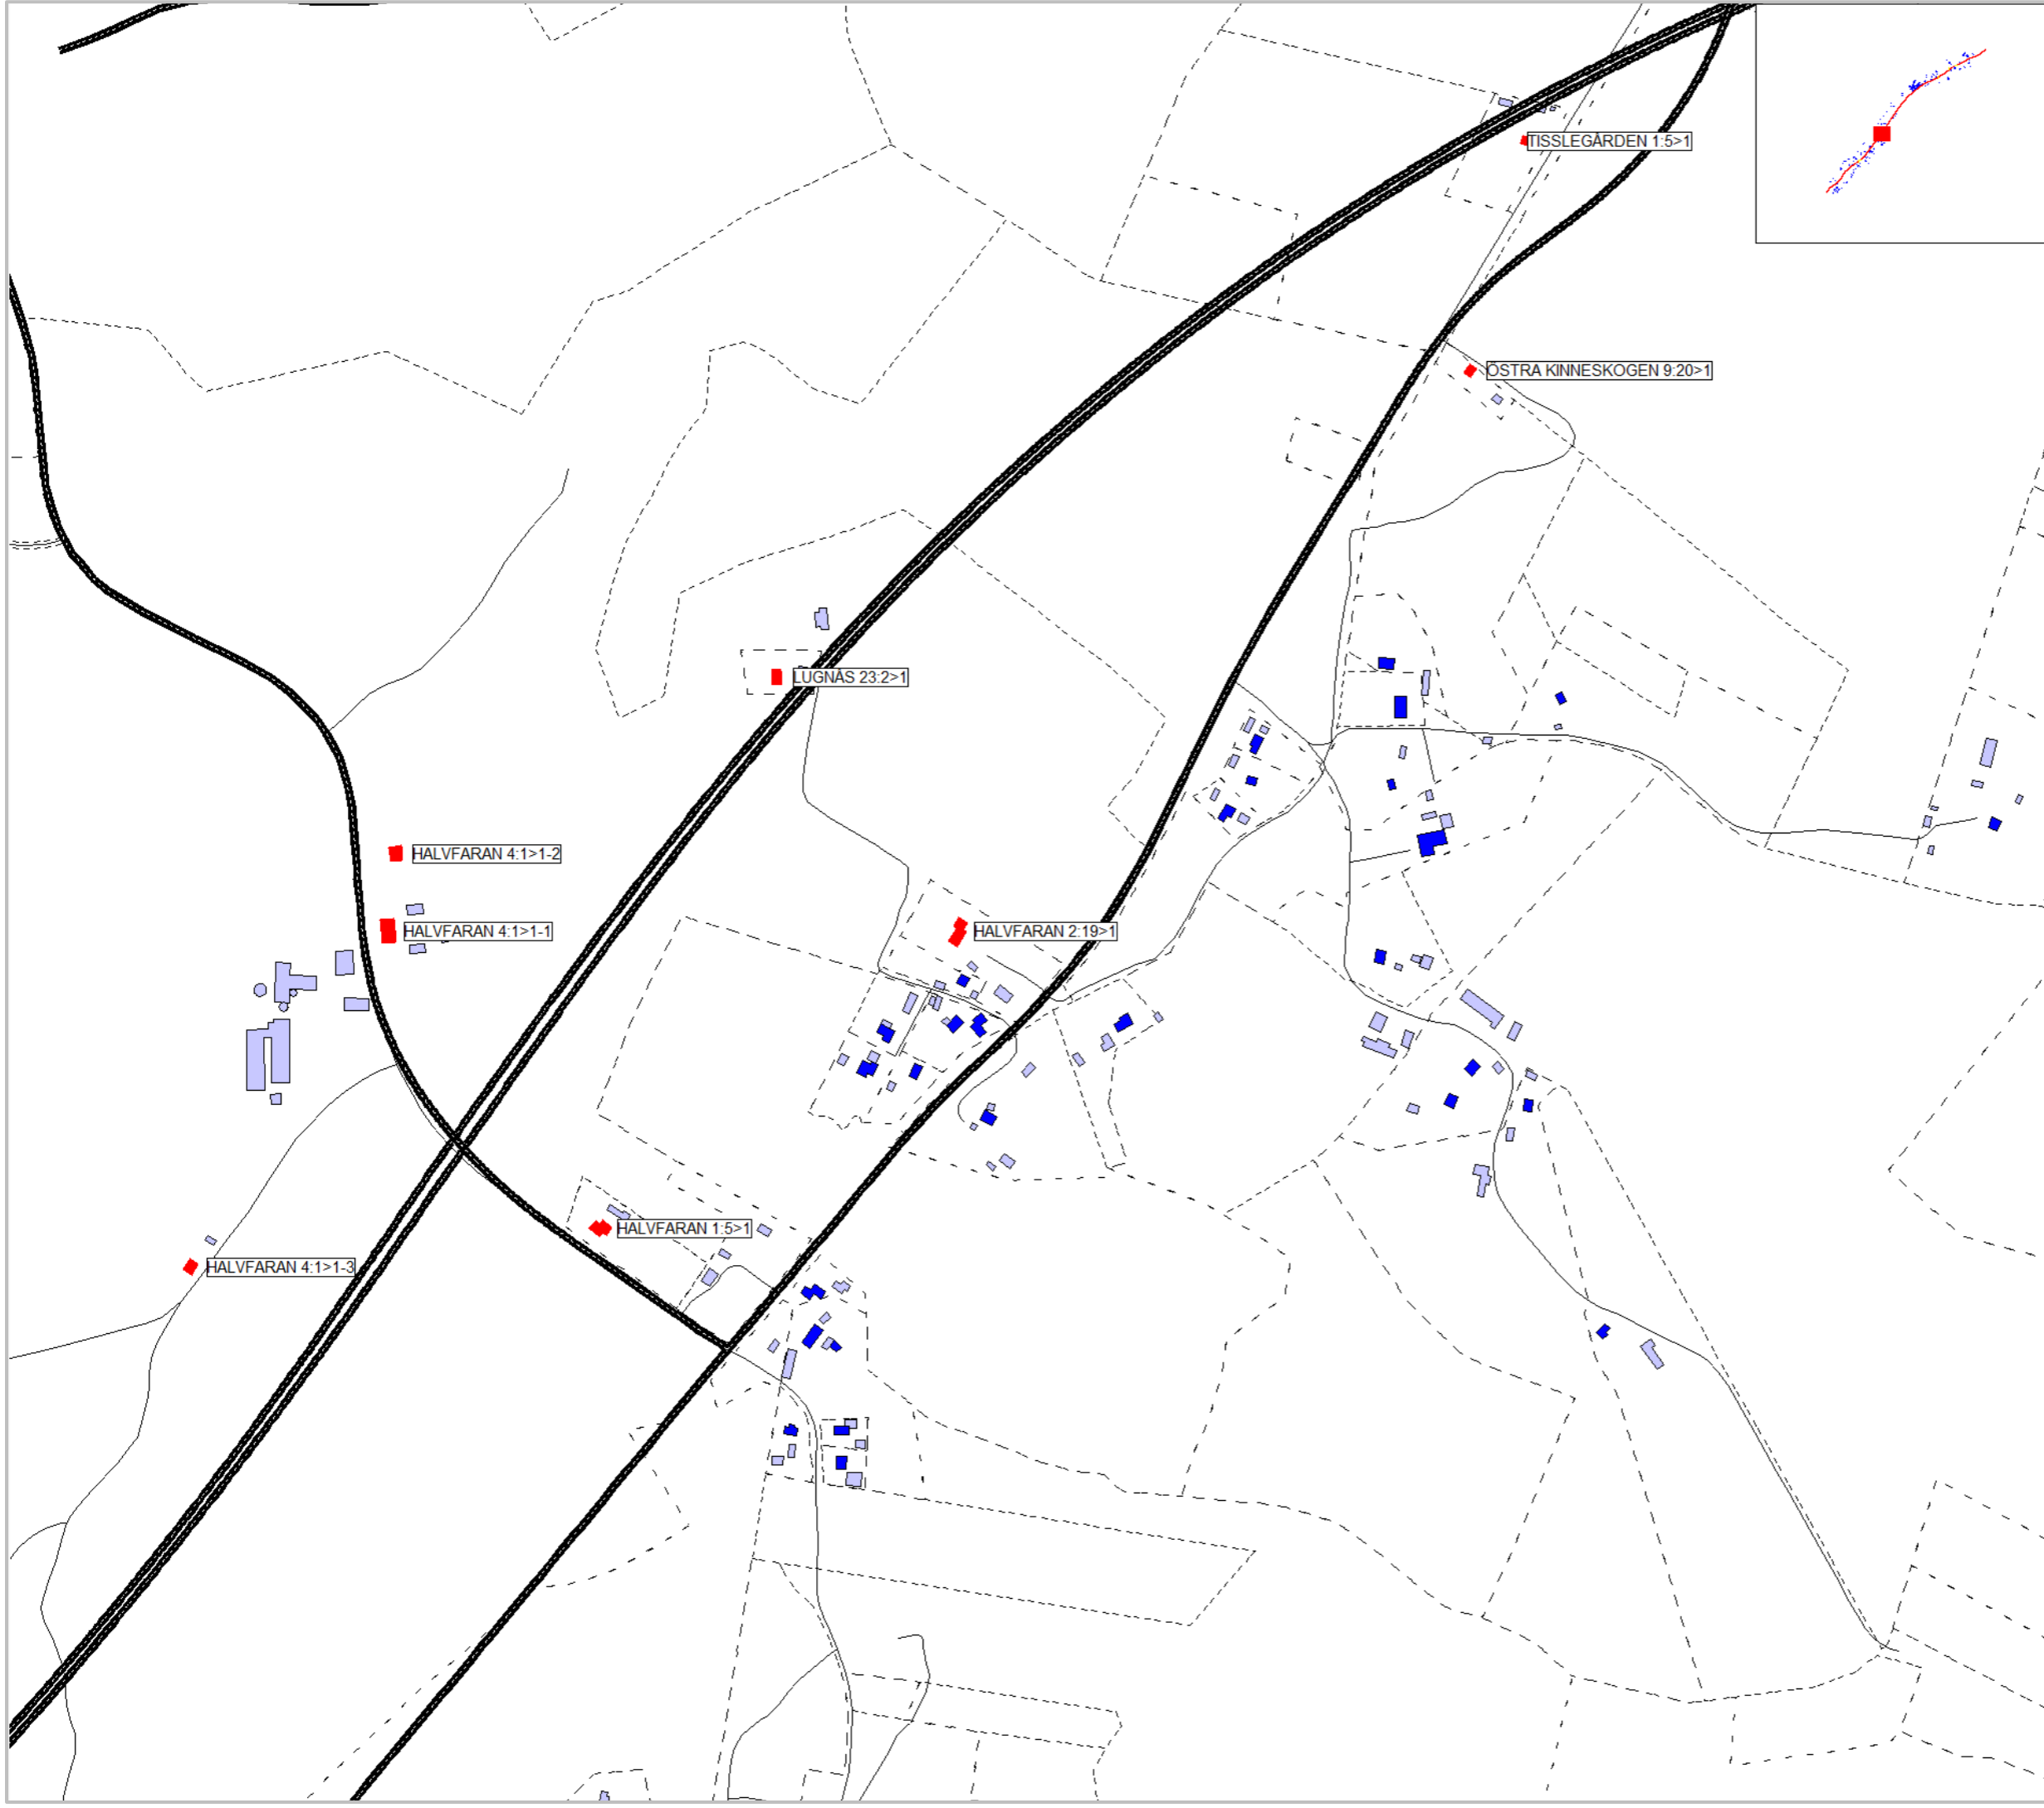 TISSLEGÅRDEN 1:5>1
ÖSTRA KINNESKOGEN 9:20>1
LUGNÅS 23:2>1
HALVFARAN 4:1>1-2
HALVFARAN 4:1>1-1
HALVFARAN 2:19>1
HALVFARAN 1:5>1
HALVFARAN 4:1>1-3